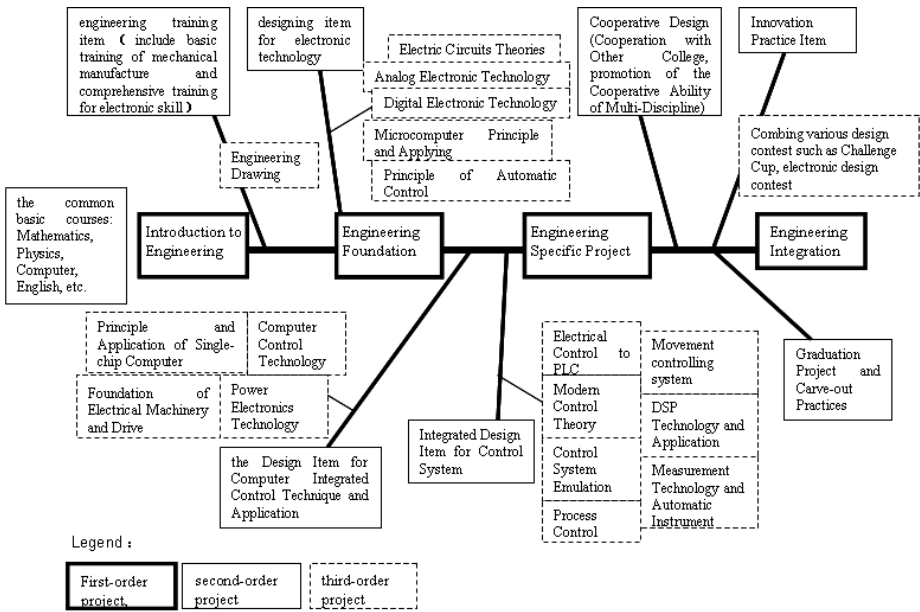 engineering training
item ( include basic
training of mechanical
manufacture and
comprehensive training
for electronic skill )
designing item
for electronic
technology
Electric Circuits Theories
Analog Electronic Technology
Digital Electronic Technology
Microcomputer Principle
and Applying
Principle of Automatic
Control
Cooperative Design
(Cooperation with
Other College,
promotion of the
Cooperative Ability
of Multi-Discipline)
Innovation
Practice Item
Combing various design
contest such as Challenge
Cup, electronic design
contest
Engineering
Drawing
the common
basic courses:
Mathematics,
Physics,
Computer,
English, etc.
Introduction to
Engineering
Engineering
Foundation
Engineering
Specific Project
Engineering
Integration
Principle and
Application of Single-
chip Computer
Computer
Control
Technology
Foundation of
Electrical Machinery
and Drive
Power
Electronics
Technology
the Design Item for
Computer Integrated
Control Technique and
Application
Integrated Design
Item for Control
System
Electrical
Control to
PLC
Modern
Control
Theory
Control
System
Emulation
Process
Control
Movement
controlling
system
DSP
Technology and
Application
Measurement
Technology and
Automatic
Instrument
Graduation
Project and
Carve-out
Practices
Legend :
First-order
project,
second-order
project
third-order
project